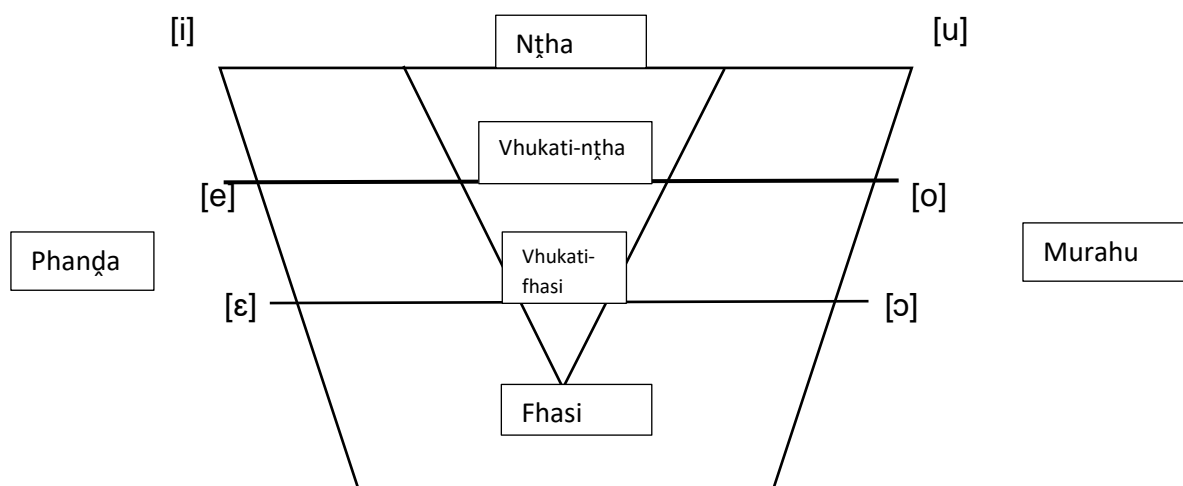 [i]
Nṱha
[u]
Vhukati-nṱha
[e]
[o]
Phanḓa
Vhukati-
fhasi
Murahu
[ɛ]
[ɔ]
Fhasi